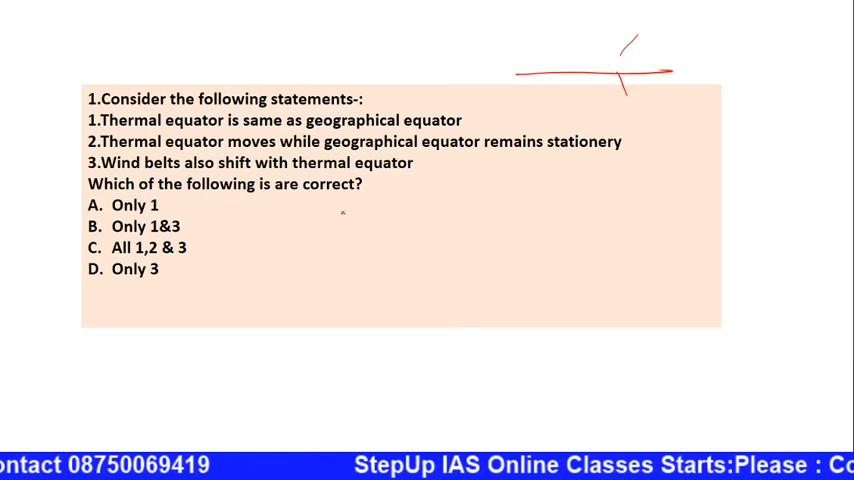 1.Consider the following statements-:
1.Thermal equator is same as geographical equator
2.Thermal equator moves while geographical equator remains stationery
3.Wind belts also shift with thermal equator
Which of the following is are correct?
A. Only 1
B. Only 1&3
C. All 1,2 & 3
D. Only 3
ontact 08750069419 StepUp IAS Online Classes Starts:Please : Co